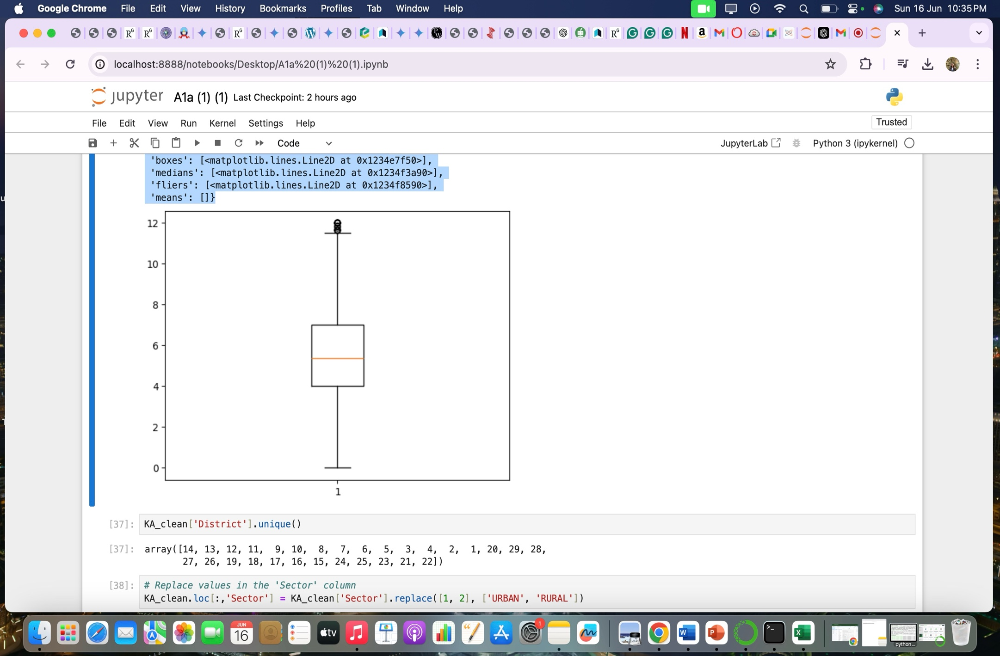 Google Chrome File Edit View History Bookmarks Profiles Tab Window Help Sun 16 Jun 10:35 PM
localhost:8888/notebooks/Desktop/A1a%20(1)%20(1).ipynb
jupyter A1a (1) (1) Last Checkpoint: 2 hours ago
File Edit View Run Kernel Settings Help Trusted
Code JupyterLab Python 3 (ipykernel)
'boxes': [<matplotlib.lines.Line2D at 0x1234e7f50>],
'medians': [<matplotlib.lines.Line2D at 0x1234f3a90>],
'fliers': [<matplotlib.lines.Line2D at 0x1234f8590>],
'means': []}
12
10
8
6
4
2
0
1
[37]: KA_clean['District'].unique()
[37]: array([14, 13, 12, 11, 9, 10, 8, 7, 6, 5, 3, 4, 2, 1, 20, 29, 28,
27, 26, 19, 18, 17, 16, 15, 24, 25, 23, 21, 22])
[38]: # Replace values in the 'Sector' column
KA_clean.loc[:,'Sector'] = KA_clean['Sector'].replace([1, 2], ['URBAN', 'RURAL'])
JUN
16
tv
1
W
P
X
python...